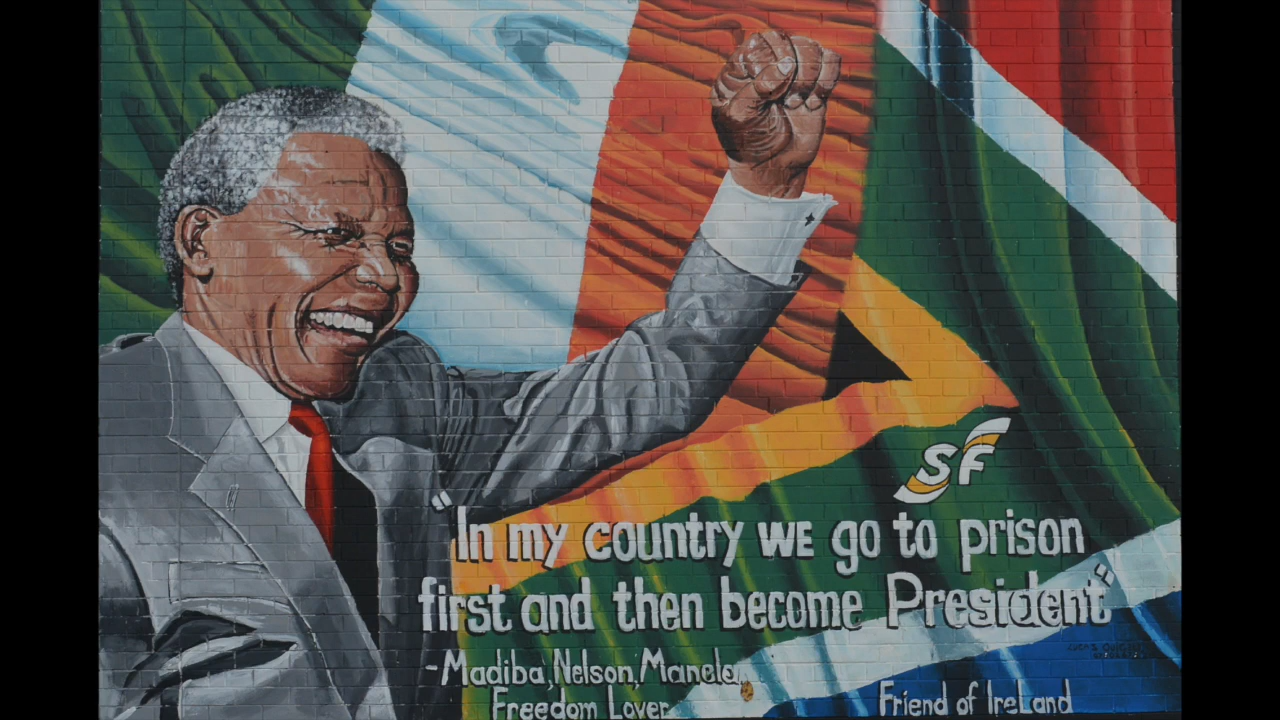 SF
"In my country we go to prison
first and then become President"
-Madiba, Nelson, Manela,
Freedom Lover
Friend of IreLand